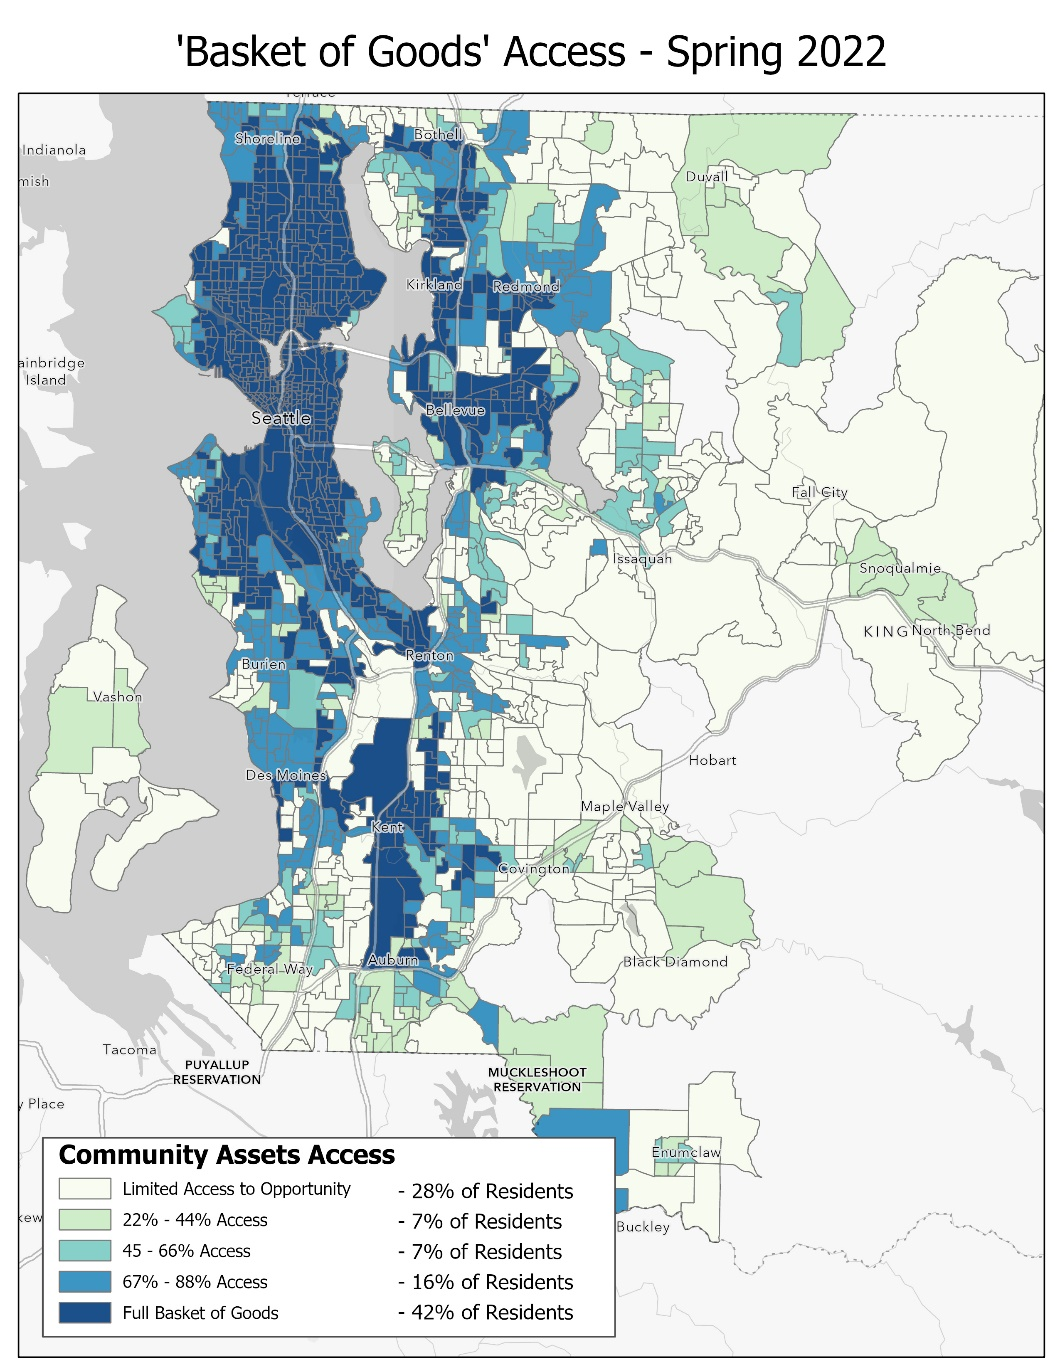 'Basket of Goods' Access - Spring 2022
Indianola
mish
Shoreline
Bothell
Duvall
Kirkland
Redmond
ainbridge
Island
Seattle
Bellevue
Fall City
Issaquah
Snoqualmie
KING
North Bend
Burien
Renton
Vashon
Hobart
Des Moines
Maple Valley
Kent
Covington
Federal Way
Auburn
Black Diamond
Tacoma
PUYALLUP
RESERVATION
MUCKLESHOOT
RESERVATION
y Place
Enumclaw
Buckley
Community Assets Access
Limited Access to Opportunity - 28% of Residents
22% - 44% Access - 7% of Residents
45 - 66% Access - 7% of Residents
67% - 88% Access - 16% of Residents
Full Basket of Goods - 42% of Residents